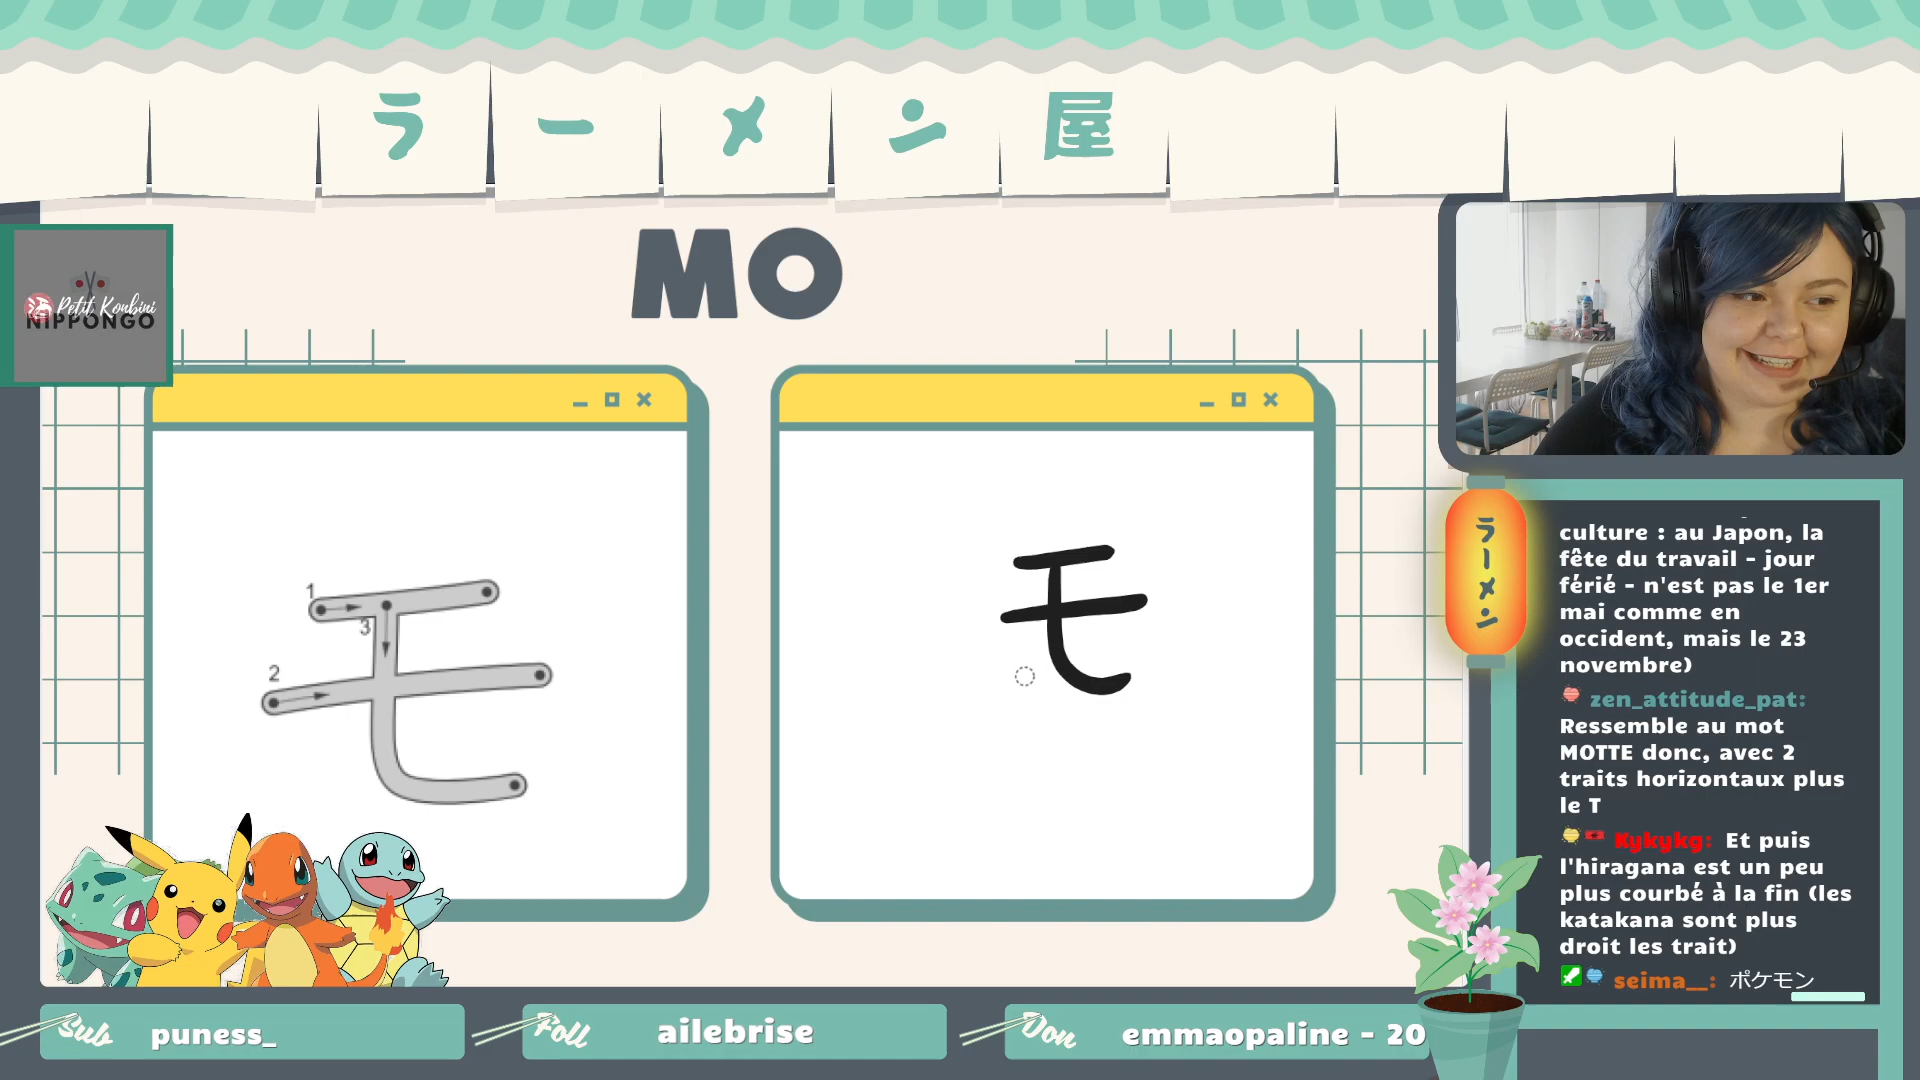 ラーメン屋
MO
Petit Konbini
NIPPONGO
1
3
2
モ
モ
ラーメン
culture : au Japon, la
fête du travail - jour
férié - n'est pas le 1er
mai comme en
occident, mais le 23
novembre)
zen_attitude_pat:
Ressemble au mot
MOTTE donc, avec 2
traits horizontaux plus
le T
Kykykg: Et puis
l'hiragana est un peu
plus courbé à la fin (les
katakana sont plus
droit les trait)
seima__: ポケモン
Sub puness_
Foll ailebrise
Don emmaopaline - 20